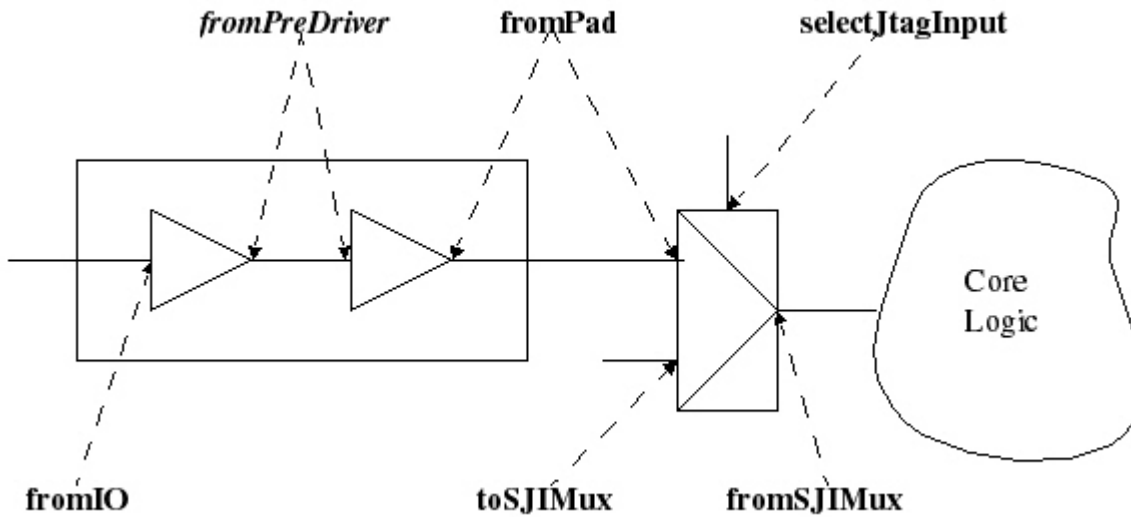 fromPreDriver
fromPad
selectJtagInput
Core
Logic
fromIO
toSJIMux
fromSJIMux